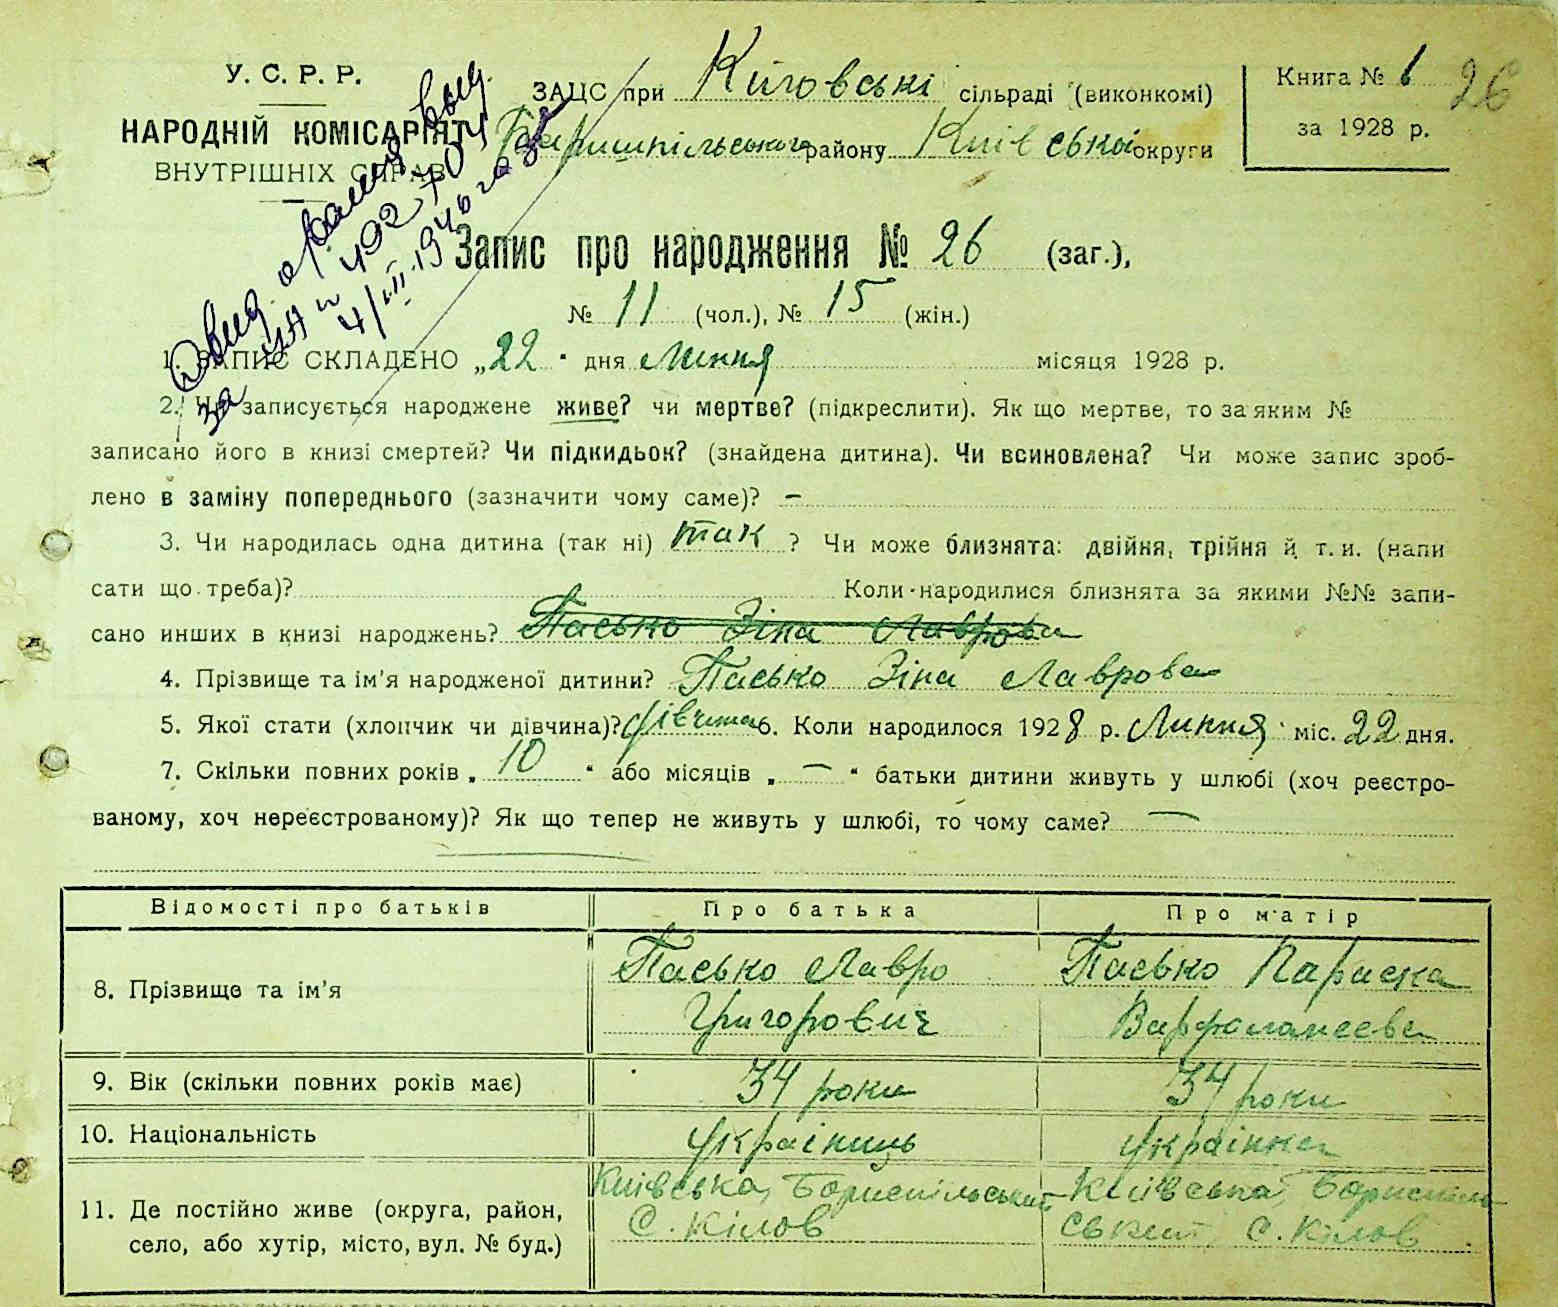 У. С. Р. Р.
НАРОДНІЙ КОМІСАРІЯТ
ВНУТРІШНІХ СПРАВ
ЗАЦС при сільраді (виконкомі)
району Київської округи
Книга № 1 26
за 1928 р.
Запис про народження № 26 (заг.),
№ 11 (чол.), № 15 (жін.)
1. ЗАПИС СКЛАДЕНО „22“ дня Липня місяця 1928 р.
2. Чи записується народжене живе? чи мертве? (підкреслити). Як що мертве, то за яким №
записано його в книзі смертей? Чи підкидьок? (знайдена дитина). Чи всиновлена? Чи може запис зроб-
лено в заміну попереднього (зазначити чому саме)? —
3. Чи народилась одна дитина (так ні) так ? Чи може близнята: двійня, трійня й т. и. (напи
сати що треба)? Коли народилися близнята за якими №№ запи-
сано инших в книзі народжень? Пасько Зіна Лаврова
4. Прізвище та ім'я народженої дитини? Пасько Зіна Лаврова
5. Якої стати (хлопчик чи дівчина)? дівчина 6. Коли народилося 1928 р. Липня міс. 22 дня.
7. Скільки повних років „ 10 “ або місяців „ — “ батьки дитини живуть у шлюбі (хоч реєстро-
ваному, хоч нереєстрованому)? Як що тепер не живуть у шлюбі, то чому саме? —
Відомості про батьків Про батька Про матір
8. Прізвище та ім'я Пасько Лавро Григорович Пасько Параска
9. Вік (скільки повних років має) 34 роки 34 роки
10. Національність українець українка
11. Де постійно живе (округа, район,
село, або хутір, місто, вул. № буд.)
Київська, Бориспільський
С. Кілов
Київська, Бориспіль
ський, с. Кілов